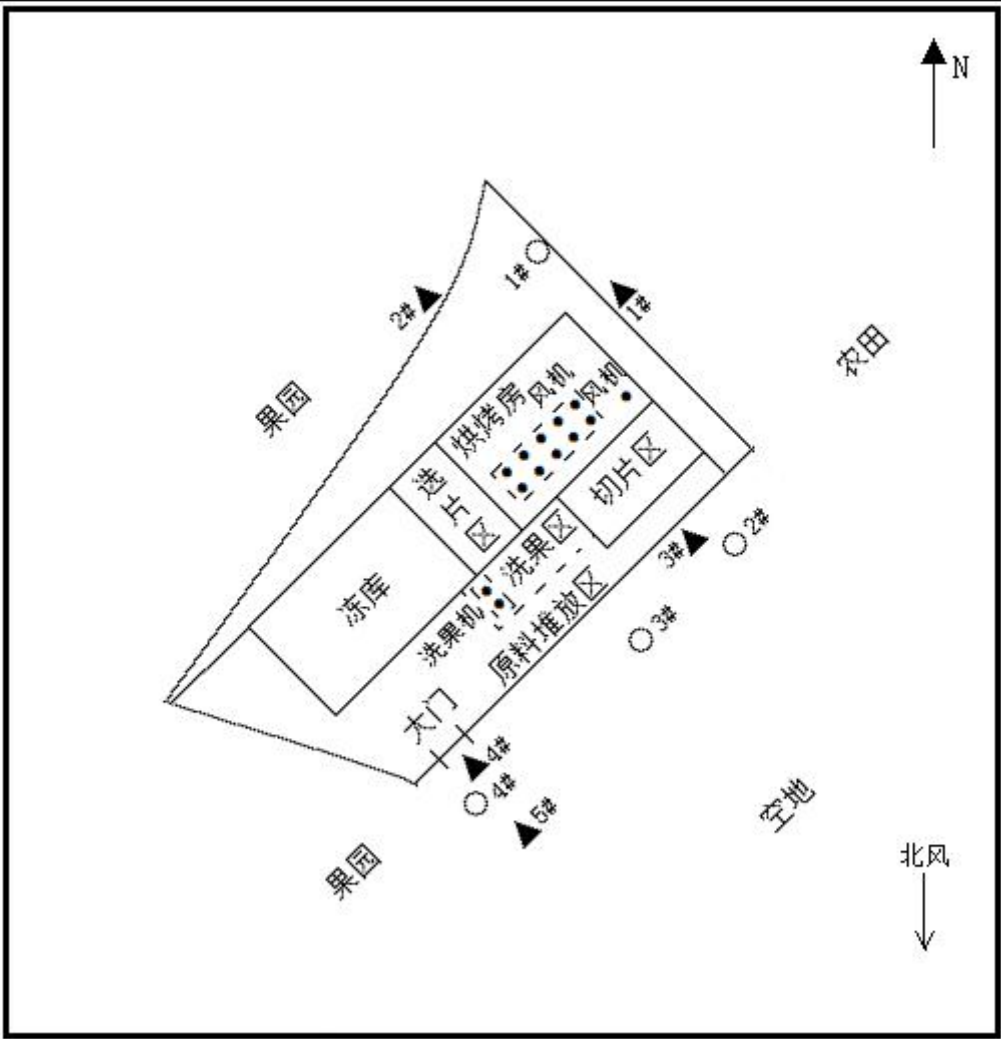 N
1#
2#
1#
农田
果园
烘烤房
风机
风机
选片区
切片区
2#
3#
洗果区
冻库
3#
洗果机
原料堆放区
大门
4#
4#
5#
空地
果园
北风